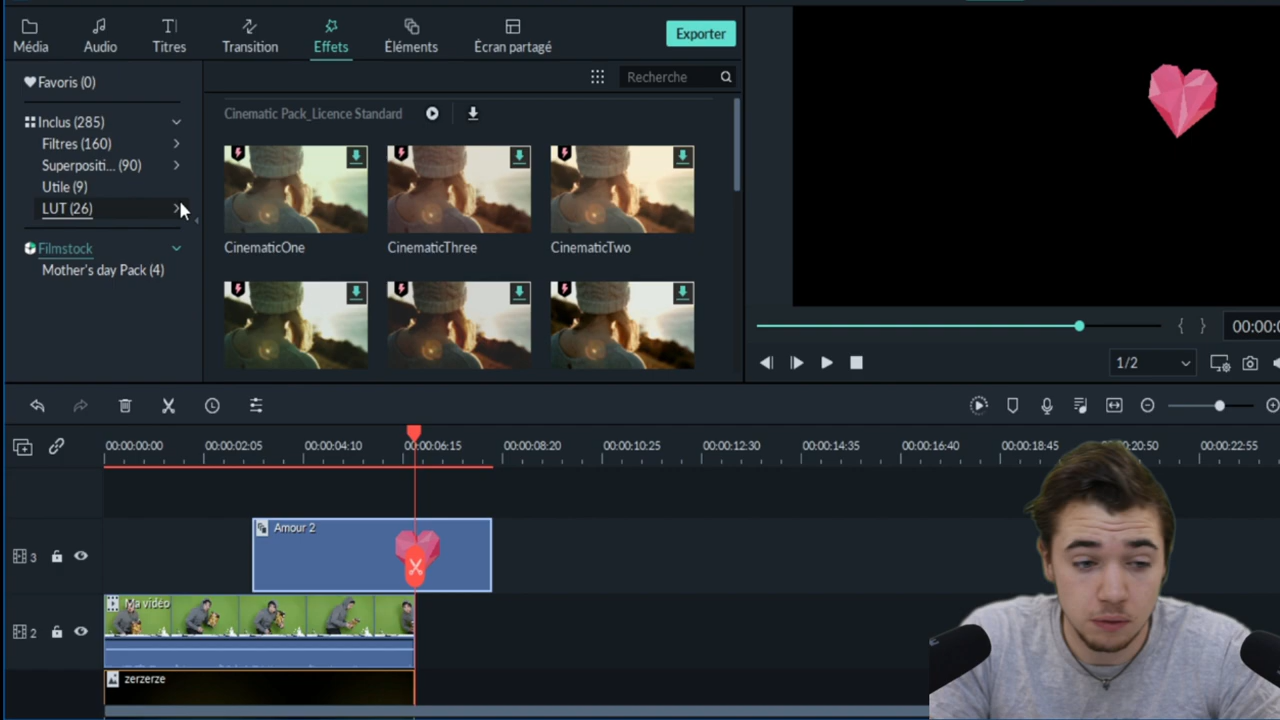 Média
Audio
Titres
Transition
Effets
Éléments
Écran partagé
Exporter
Favoris (0)
Inclus (285)
Filtres (160)
Superpositi... (90)
Utile (9)
LUT (26)
Filmstock
Mother's day Pack (4)
Recherche
Cinematic Pack_Licence Standard
CinematicOne
CinematicThree
CinematicTwo
1/2
00:00:0
00:00:00:00
00:00:02:05
00:00:04:10
00:00:06:15
00:00:08:20
00:00:10:25
00:00:12:30
00:00:14:35
00:00:16:40
00:00:18:45
:20:50
00:00:22:55
3
Amour 2
2
Ma vidéo
zerzerze